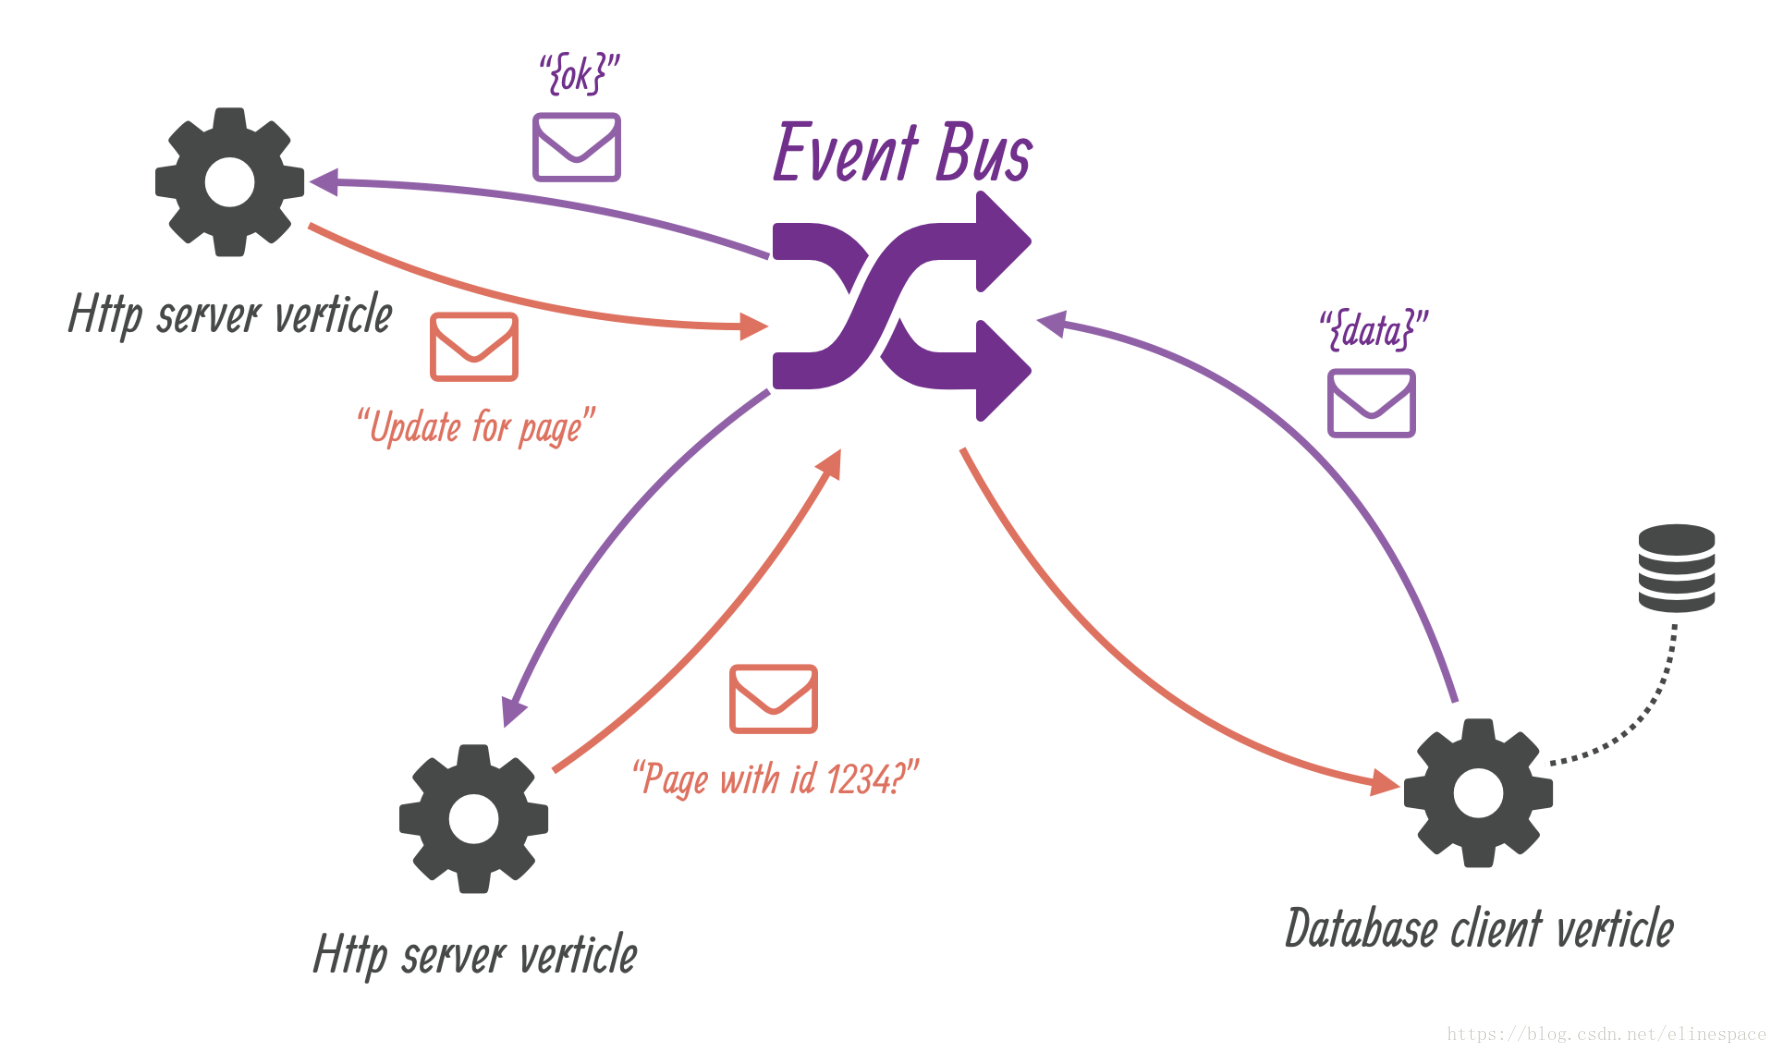 “{ok}”
Event Bus
Http server verticle
“{data}”
“Update for page”
“Page with id 1234?”
Database client verticle
Http server verticle
https://blog.csdn.net/elinespace